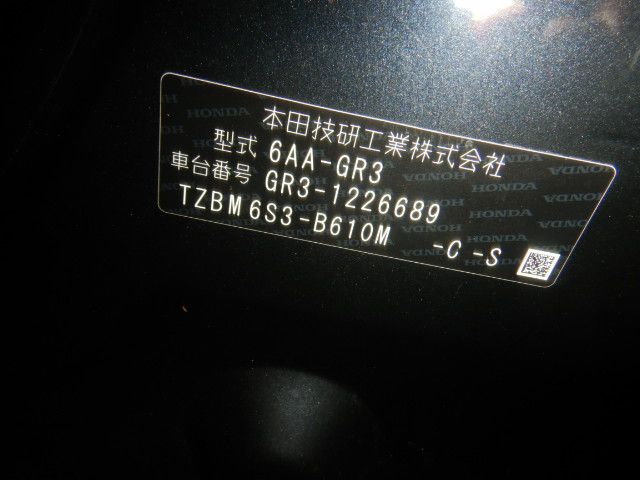 本田技研工業株式会社
型式 6AA-GR3
車台番号 GR3-1226689
TZBM6S3-B610M -C -S